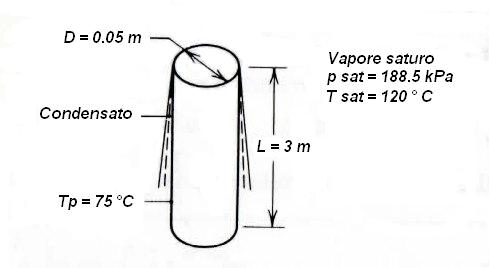 D = 0.05 m
Vapore saturo
p sat = 188.5 kPa
T sat = 120 ° C
Condensato
L = 3 m
Tp = 75 °C